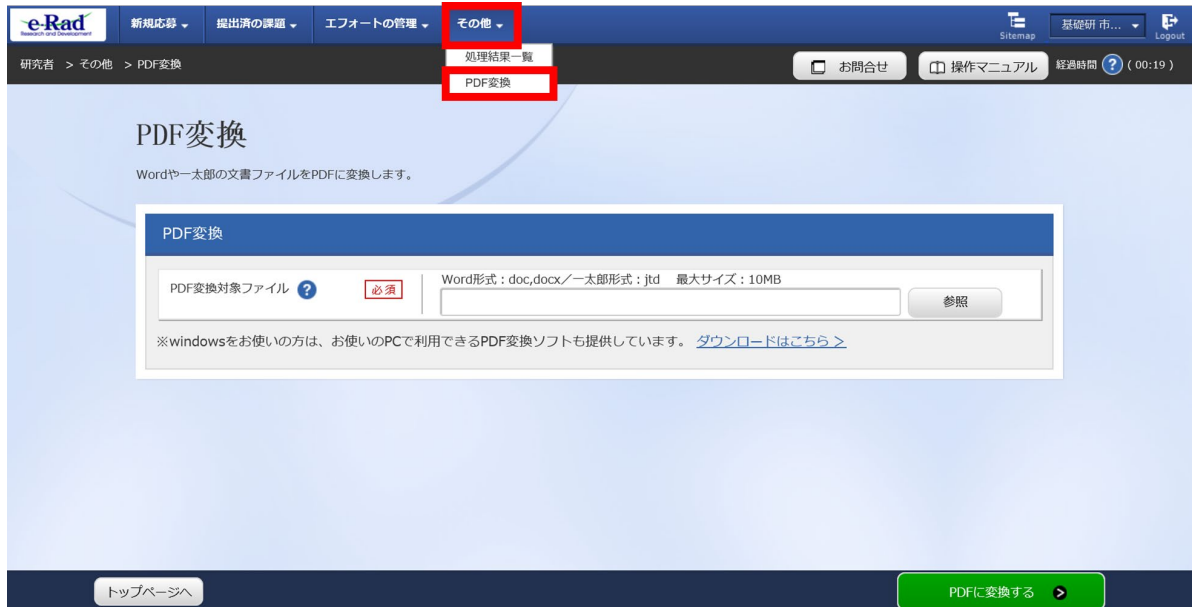 e-Rad
Research and Development
新規応募
提出済の課題
エフォートの管理
その他
Sitemap
基礎研 市...
Logout
処理結果一覧
PDF変換
研究者 > その他 > PDF変換
お問合せ
操作マニュアル
経過時間 ? ( 00:19 )
PDF変換
Wordや一太郎の文書ファイルをPDFに変換します。
PDF変換
PDF変換対象ファイル ?
必須
Word形式:doc,docx/一太郎形式:jtd 最大サイズ:10MB
参照
※windowsをお使いの方は、お使いのPCで利用できるPDF変換ソフトも提供しています。 ダウンロードはこちら >
トップページへ
PDFに変換する